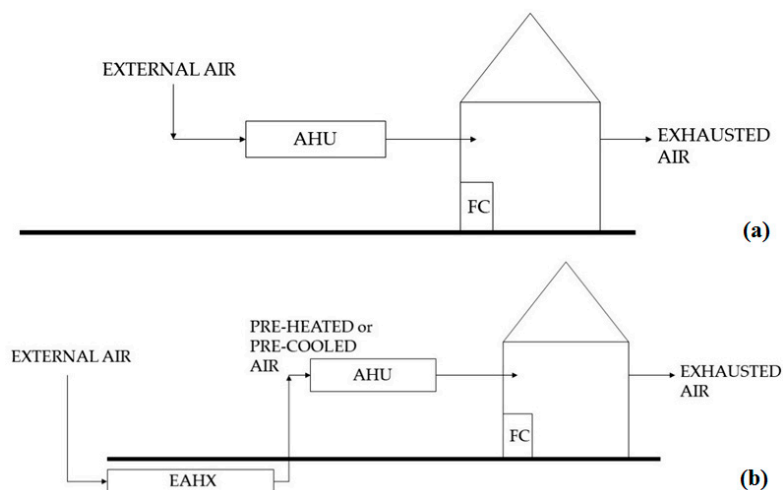 EXTERNAL AIR
AHU
EXHAUSTED
AIR
FC
(a)
PRE-HEATED or
PRE-COOLED
AIR
EXTERNAL AIR
AHU
EXHAUSTED
AIR
FC
EAHX
(b)